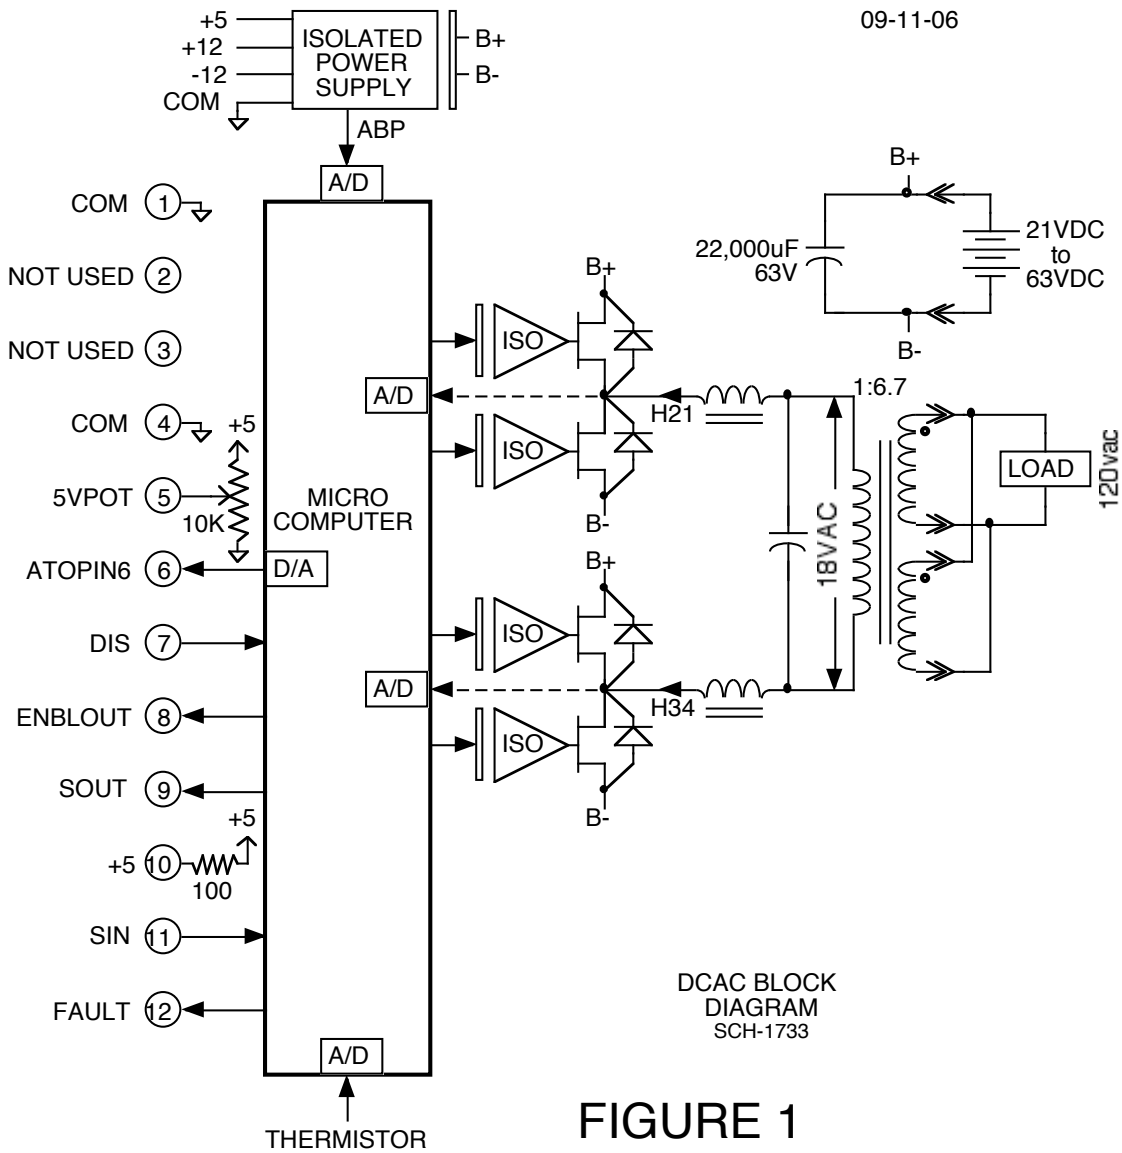 09-11-06
+5
+12
-12
COM
ISOLATED
POWER
SUPPLY
B+
B-
ABP
A/D
COM 1
NOT USED 2
NOT USED 3
COM 4
+5
5VPOT 5
10K
ATOPIN6 6
D/A
DIS 7
ENBLOUT 8
SOUT 9
+5
+5 10
100
SIN 11
FAULT 12
MICRO
COMPUTER
A/D
A/D
A/D
THERMISTOR
B+
ISO
ISO
B-
H21
B+
ISO
ISO
B-
H34
B+
22,000uF
63V
21VDC
to
63VDC
B-
1:6.7
18VAC
LOAD
120vac
DCAC BLOCK
DIAGRAM
SCH-1733
FIGURE 1